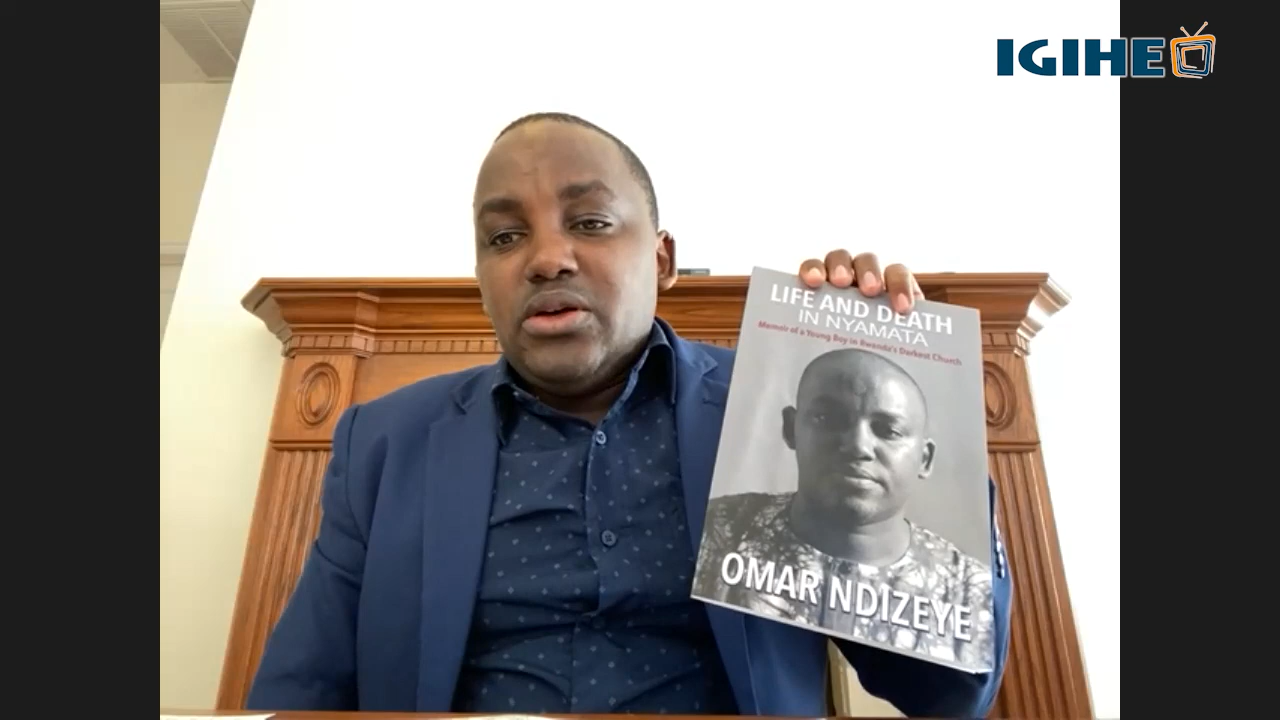 IGIHE
LIFE AND DEATH
IN NYAMATA
Memoir of a Young Boy in Rwanda's Darkest Church
OMAR NDIZEYE